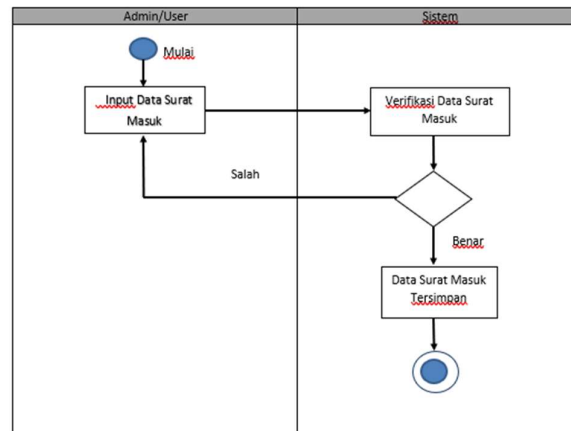 Admin/User
Sistem
Mulai
Input Data Surat
Masuk
Verifikasi Data Surat
Masuk
Salah
Benar
Data Surat Masuk
Tersimpan